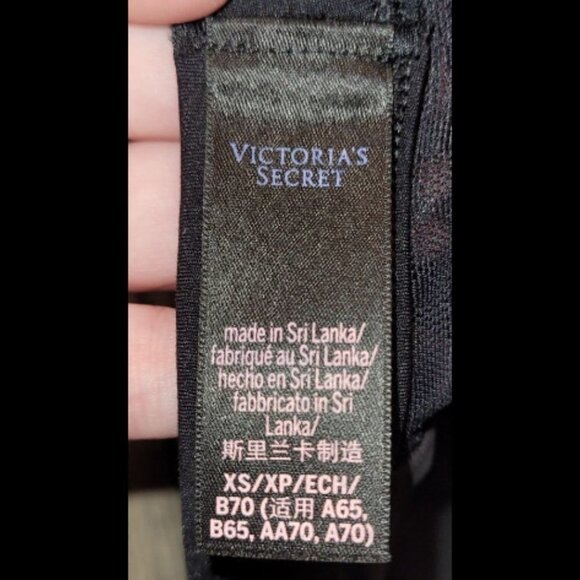 VICTORIA'S
SECRET
made in Sri Lanka/
fabriqué au Sri Lanka/
hecho en Sri Lanka/
fabbricato in Sri
Lanka/
斯里兰卡制造
XS/XP/ECH/
B70 (适用 A65,
B65, AA70, A70)